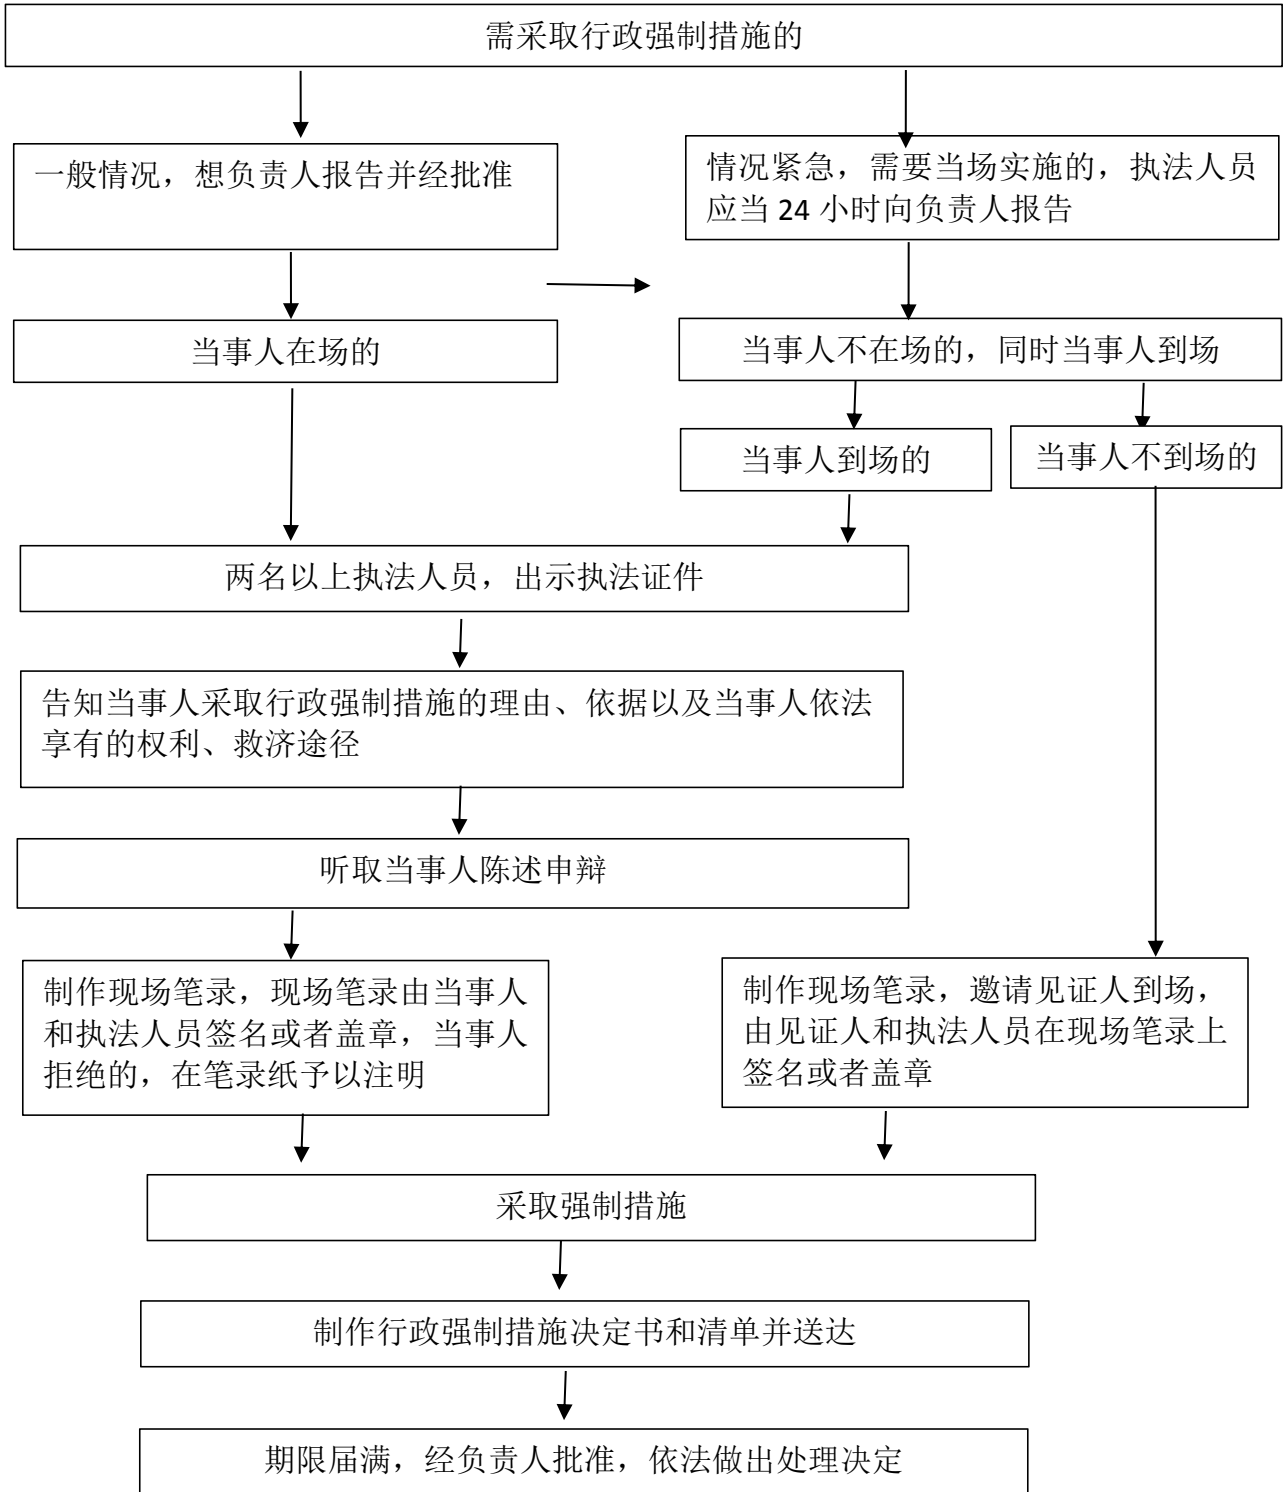 需采取行政强制措施的
一般情况，想负责人报告并经批准
情况紧急，需要当场实施的，执法人员
应当 24 小时向负责人报告
当事人在场的
当事人不在场的，同时当事人到场
当事人到场的
当事人不到场的
两名以上执法人员，出示执法证件
告知当事人采取行政强制措施的理由、依据以及当事人依法
享有的权利、救济途径
听取当事人陈述申辩
制作现场笔录，现场笔录由当事人
和执法人员签名或者盖章，当事人
拒绝的，在笔录纸予以注明
制作现场笔录，邀请见证人到场，
由见证人和执法人员在现场笔录上
签名或者盖章
采取强制措施
制作行政强制措施决定书和清单并送达
期限届满，经负责人批准，依法做出处理决定